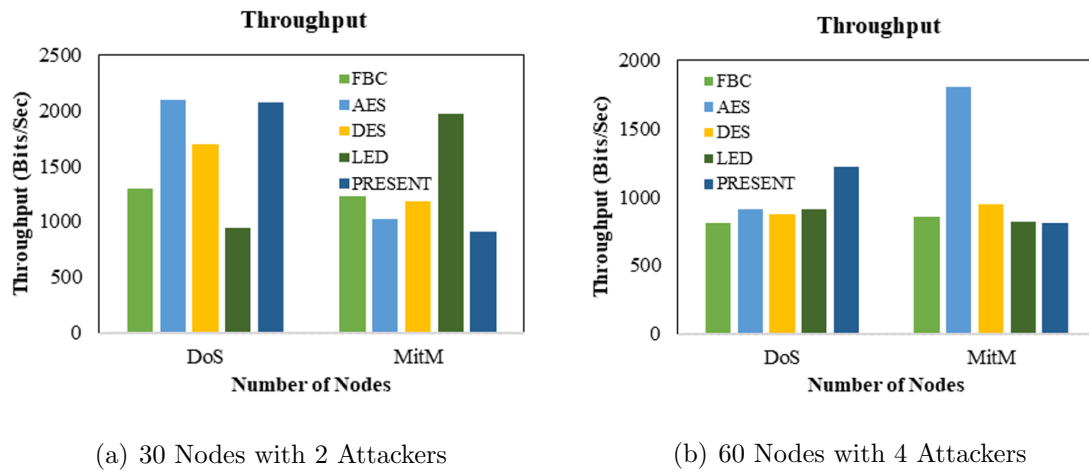 Throughput
2500
2000
1500
1000
500
0
Throughput (Bits/Sec)
FBC
AES
DES
LED
PRESENT
DoS
MitM
Number of Nodes
(a) 30 Nodes with 2 Attackers
Throughput
2000
1500
1000
500
0
Throughput (Bits/Sec)
FBC
AES
DES
LED
PRESENT
DoS
MitM
Number of Nodes
(b) 60 Nodes with 4 Attackers